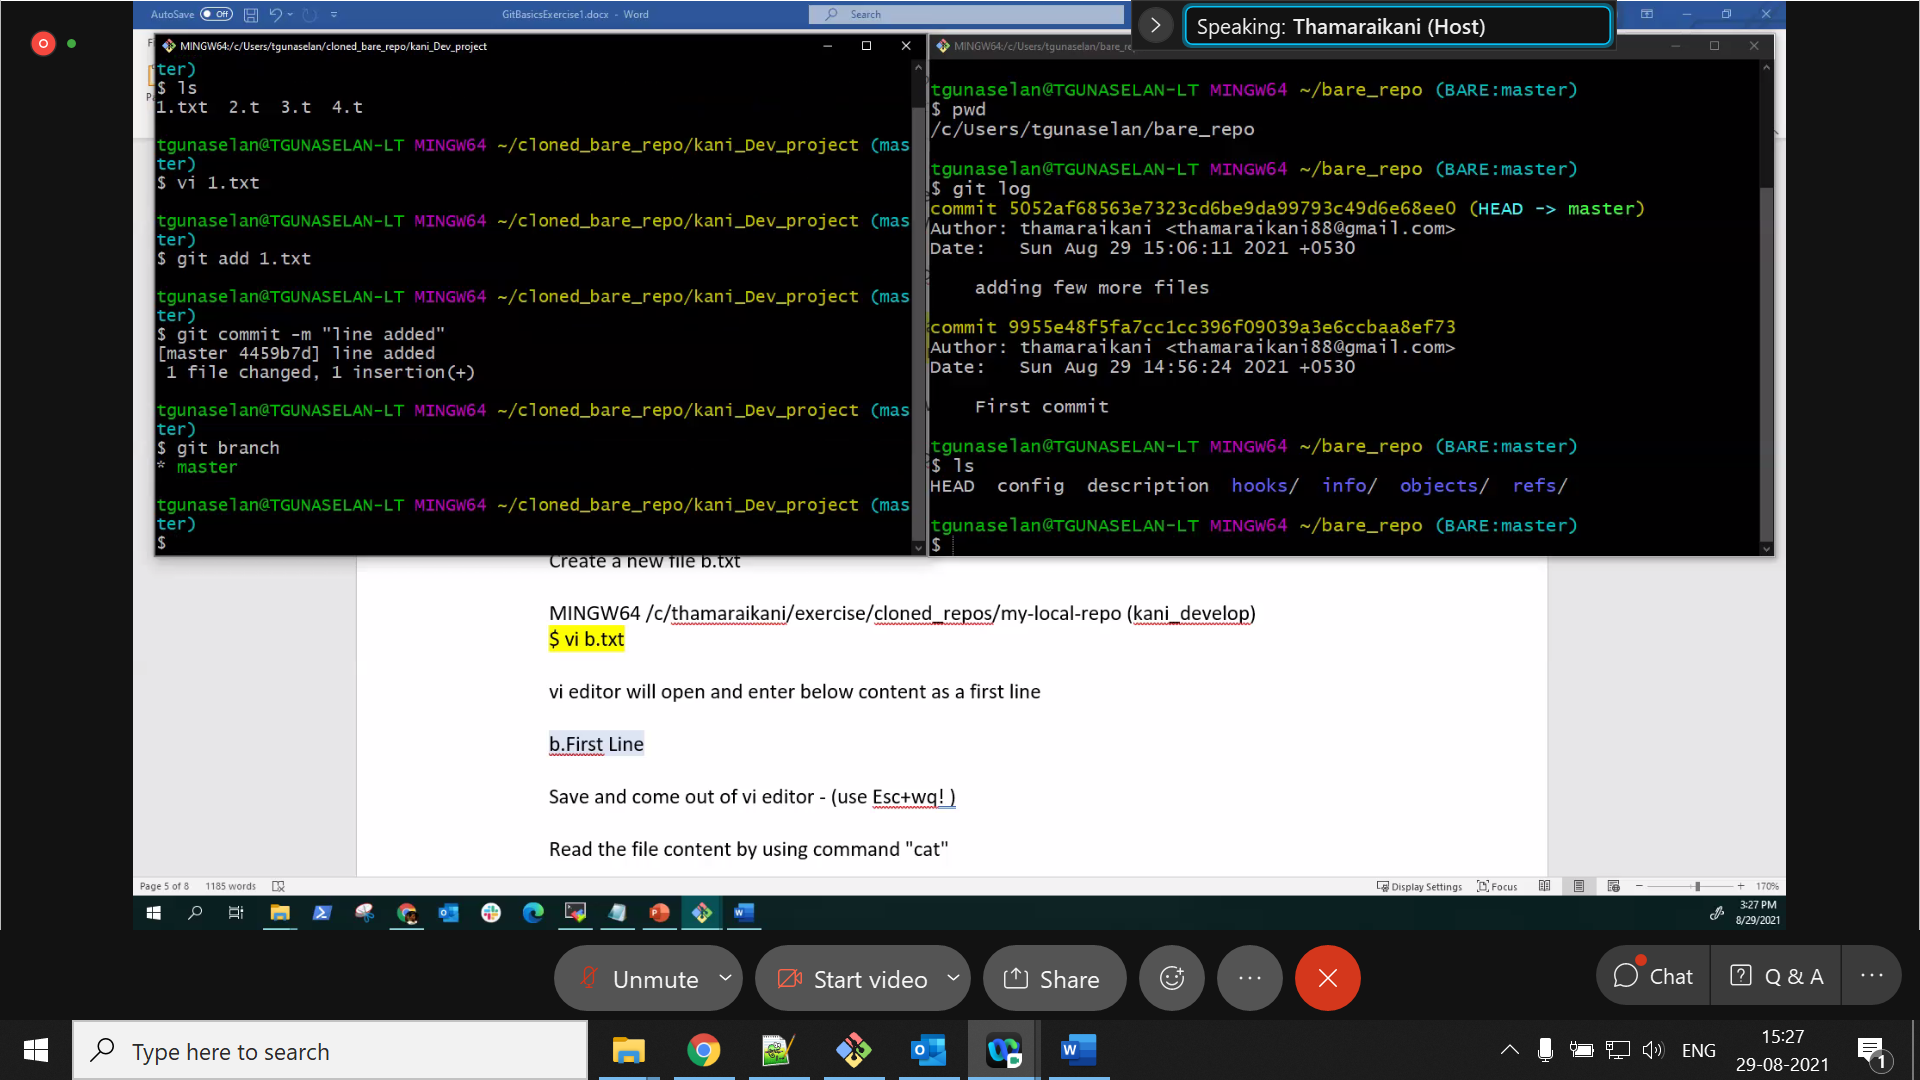 AutoSave Off
GitBasicsExercise1.docx - Word
Search
Speaking: Thamaraikani (Host)
MINGW64:/c/Users/tgunaselan/cloned_bare_repo/kani_Dev_project
ter)
$ ls
1.txt 2.t 3.t 4.t
tgunaselan@TGUNASELAN-LT MINGW64 ~/cloned_bare_repo/kani_Dev_project (mas
ter)
$ vi 1.txt
tgunaselan@TGUNASELAN-LT MINGW64 ~/cloned_bare_repo/kani_Dev_project (mas
ter)
$ git add 1.txt
tgunaselan@TGUNASELAN-LT MINGW64 ~/cloned_bare_repo/kani_Dev_project (mas
ter)
$ git commit -m "line added"
[master 4459b7d] line added
1 file changed, 1 insertion(+)
tgunaselan@TGUNASELAN-LT MINGW64 ~/cloned_bare_repo/kani_Dev_project (mas
ter)
$ git branch
* master
tgunaselan@TGUNASELAN-LT MINGW64 ~/cloned_bare_repo/kani_Dev_project (mas
ter)
$
MINGW64:/c/Users/tgunaselan/bare_re
tgunaselan@TGUNASELAN-LT MINGW64 ~/bare_repo (BARE:master)
$ pwd
/c/Users/tgunaselan/bare_repo
tgunaselan@TGUNASELAN-LT MINGW64 ~/bare_repo (BARE:master)
$ git log
commit 5052af68563e7323cd6be9da99793c49d6e68ee0 (HEAD -> master)
Author: thamaraikani <thamaraikani88@gmail.com>
Date: Sun Aug 29 15:06:11 2021 +0530
adding few more files
commit 9955e48f5fa7cc1cc396f09039a3e6ccbaa8ef73
Author: thamaraikani <thamaraikani88@gmail.com>
Date: Sun Aug 29 14:56:24 2021 +0530
First commit
tgunaselan@TGUNASELAN-LT MINGW64 ~/bare_repo (BARE:master)
$ ls
HEAD config description hooks/ info/ objects/ refs/
tgunaselan@TGUNASELAN-LT MINGW64 ~/bare_repo (BARE:master)
$
Create a new file b.txt
MINGW64 /c/thamaraikani/exercise/cloned_repos/my-local-repo (kani_develop)
$ vi b.txt
vi editor will open and enter below content as a first line
b.First Line
Save and come out of vi editor - (use Esc+wq! )
Read the file content by using command "cat"
Page 5 of 8 1185 words
Display Settings Focus 170%
3:27 PM
8/29/2021
Unmute
Start video
Share
Chat
Q & A
Type here to search
ENG
15:27
29-08-2021
1